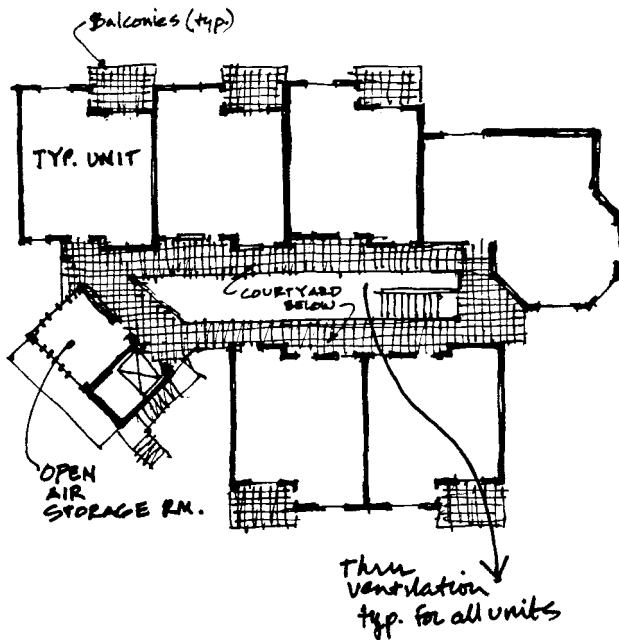 Balconies (typ.)
TYP. UNIT
COURTYARD
BELOW
OPEN
AIR
STORAGE RM.
Thru
ventilation
typ. for all units